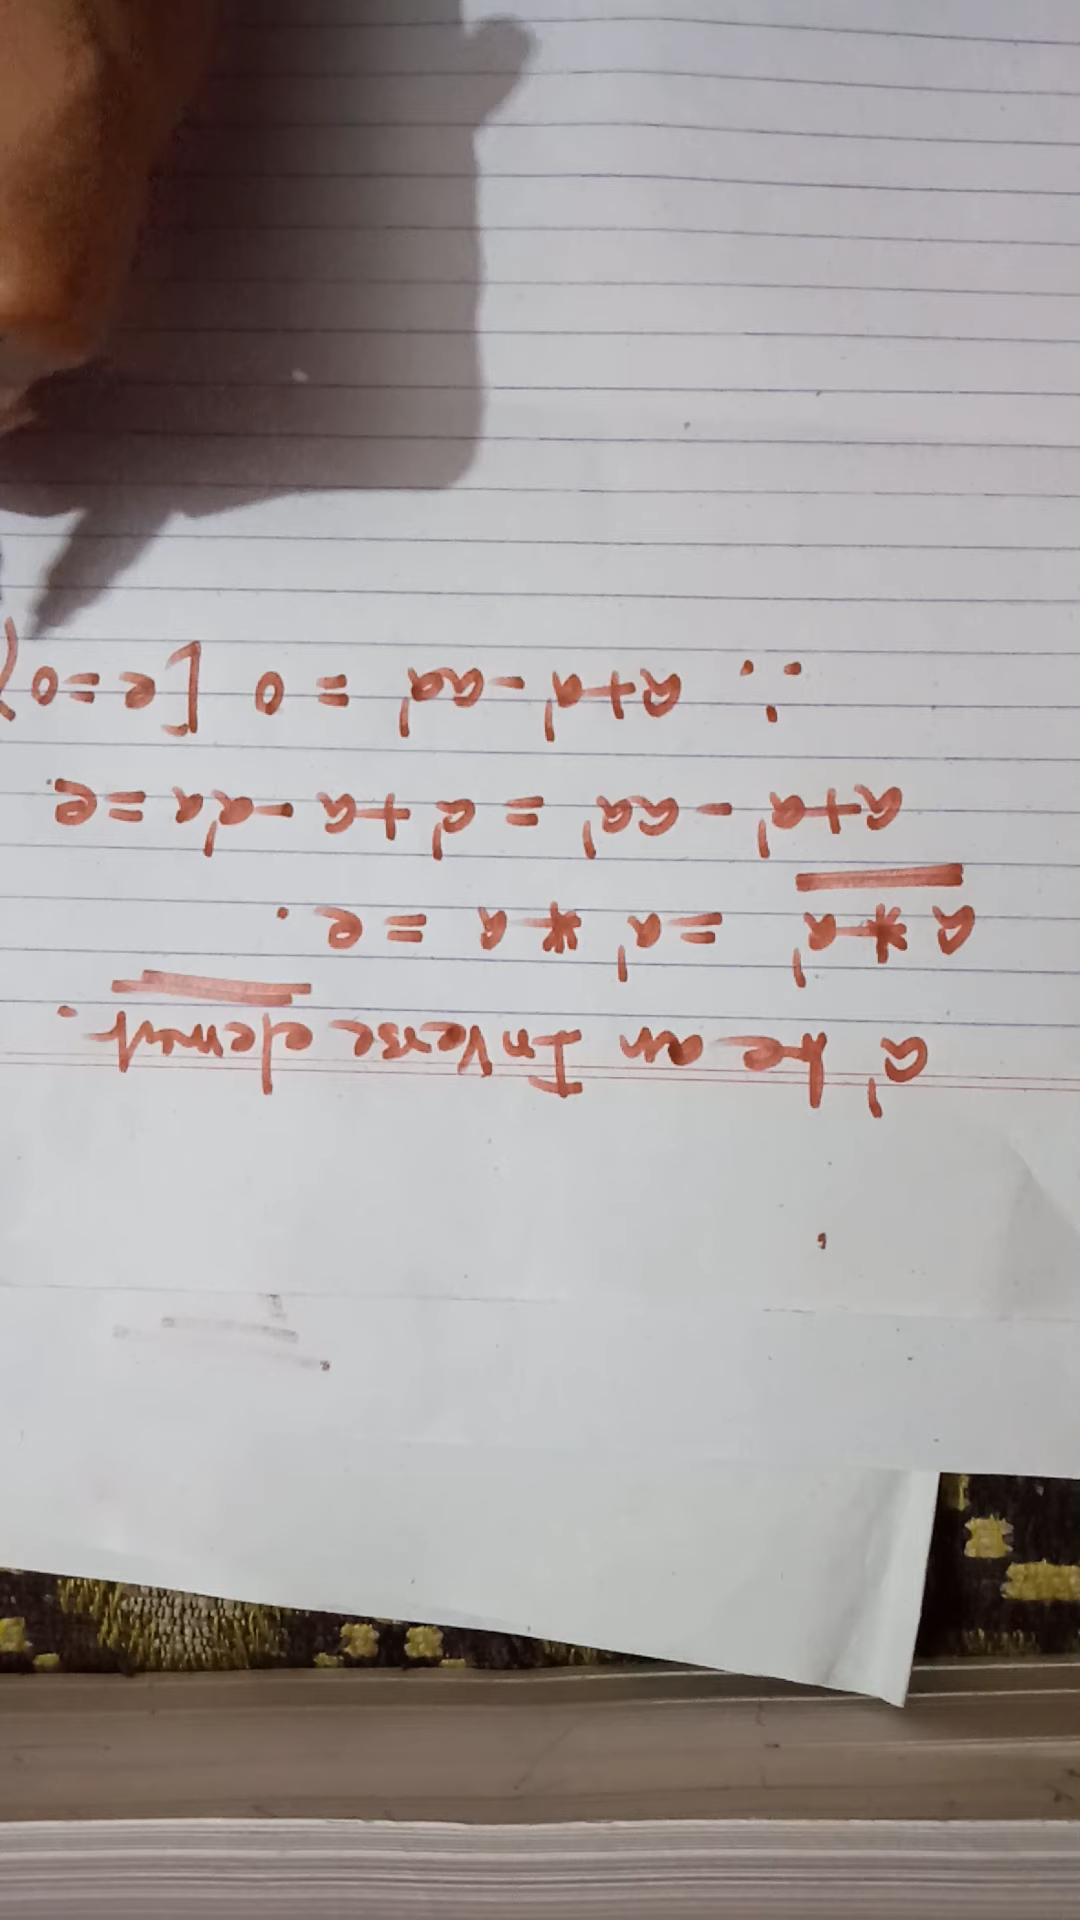 a' be an Inverse element.
a * a' = a' * a = e.
a+a' - aa' = a' + a - a'a = e
∴ a+a' - aa' = 0 [e=0]